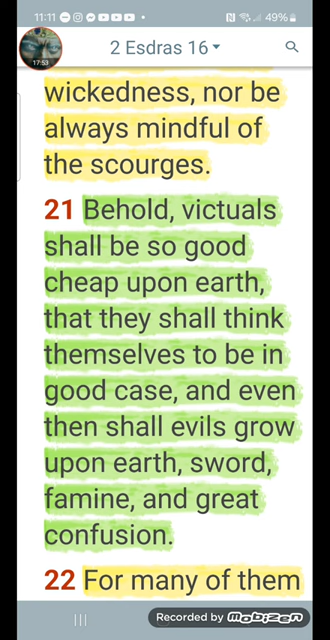 11:11
49%
17:53
2 Esdras 16
wickedness, nor be
always mindful of
the scourges.
21 Behold, victuals
shall be so good
cheap upon earth,
that they shall think
themselves to be in
good case, and even
then shall evils grow
upon earth, sword,
famine, and great
confusion.
22 For many of them
Recorded by mobizen